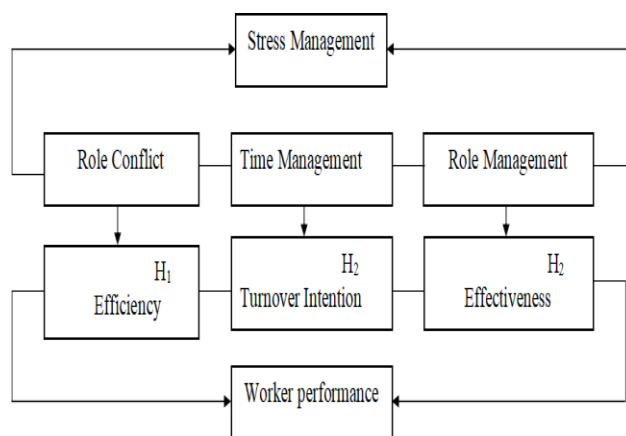 Stress Management
Role Conflict
Time Management
Role Management
H₁
Efficiency
H₂
Turnover Intention
H₂
Effectiveness
Worker performance